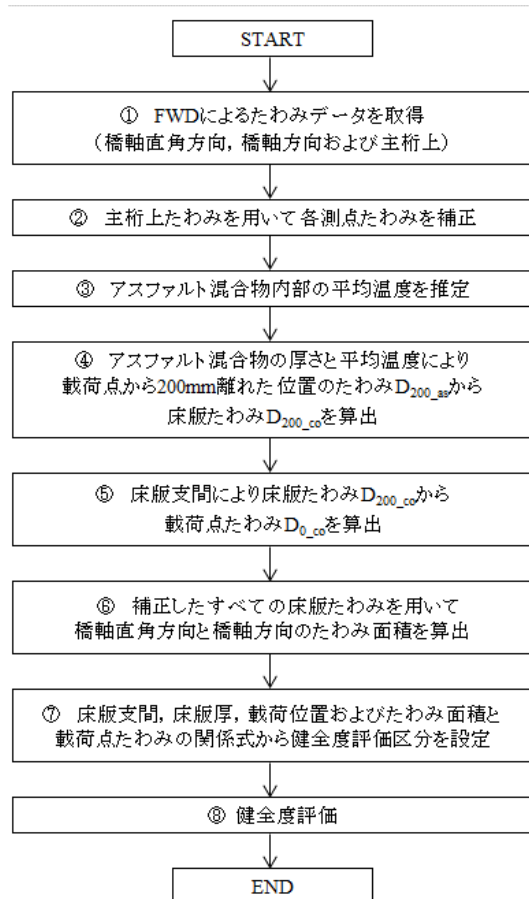 START
① FWDによるたわみデータを取得
(橋軸直角方向, 橋軸方向および主桁上)
② 主桁上たわみを用いて各測点たわみを補正
③ アスファルト混合物内部の平均温度を推定
④ アスファルト混合物の厚さと平均温度により
載荷点から200mm離れた位置のたわみD200_asから
床版たわみD200_coを算出
⑤ 床版支間により床版たわみD200_coから
載荷点たわみD0_coを算出
⑥ 補正したすべての床版たわみを用いて
橋軸直角方向と橋軸方向のたわみ面積を算出
⑦ 床版支間, 床版厚, 載荷位置およびたわみ面積と
載荷点たわみの関係式から健全度評価区分を設定
⑧ 健全度評価
END